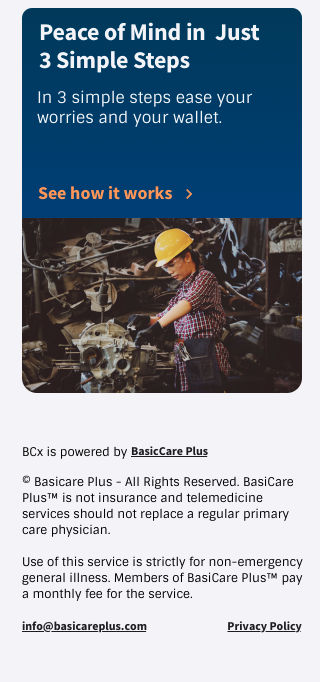 Peace of Mind in Just
3 Simple Steps
In 3 simple steps ease your
worries and your wallet.
See how it works >
BCx is powered by BasicCare Plus
© Basicare Plus - All Rights Reserved. BasiCare
Plus™ is not insurance and telemedicine
services should not replace a regular primary
care physician.
Use of this service is strictly for non-emergency
general illness. Members of BasiCare Plus™ pay
a monthly fee for the service.
info@basicareplus.com Privacy Policy